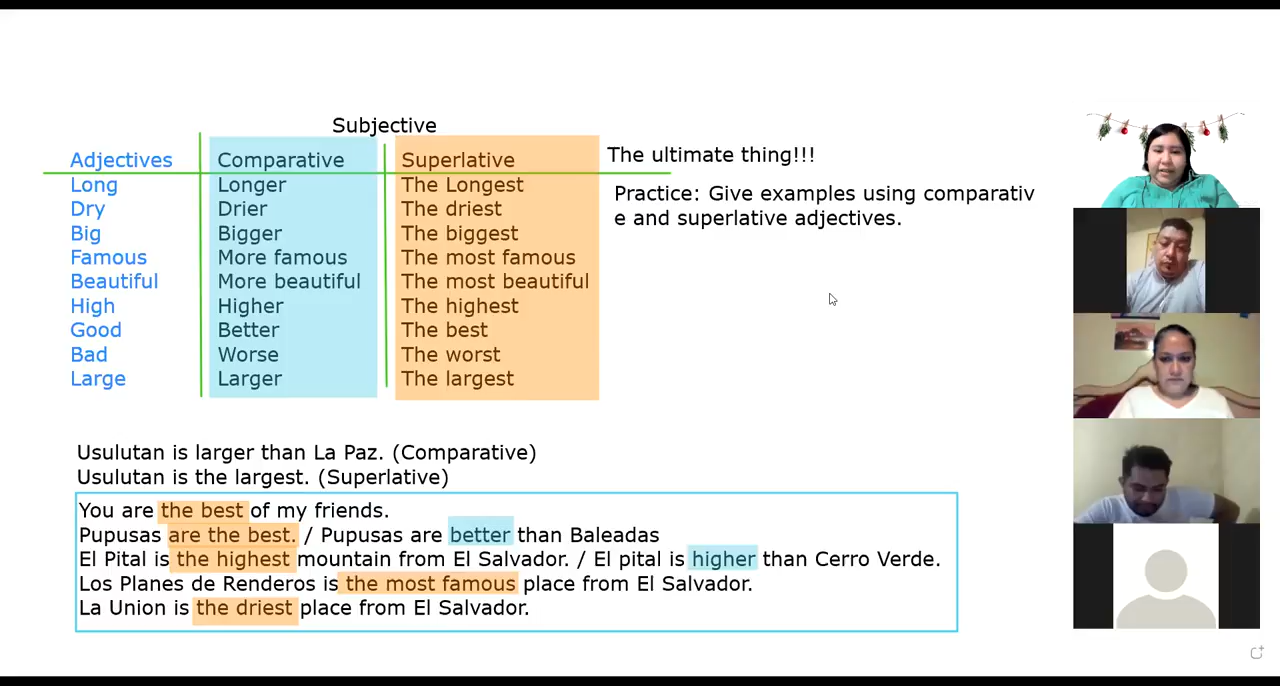 Subjective
Adjectives Comparative Superlative The ultimate thing!!!
Long Longer The Longest Practice: Give examples using comparativ
Dry Drier The driest e and superlative adjectives.
Big Bigger The biggest
Famous More famous The most famous
Beautiful More beautiful The most beautiful
High Higher The highest
Good Better The best
Bad Worse The worst
Large Larger The largest
Usulutan is larger than La Paz. (Comparative)
Usulutan is the largest. (Superlative)
You are the best of my friends.
Pupusas are the best. / Pupusas are better than Baleadas
El Pital is the highest mountain from El Salvador. / El pital is higher than Cerro Verde.
Los Planes de Renderos is the most famous place from El Salvador.
La Union is the driest place from El Salvador.